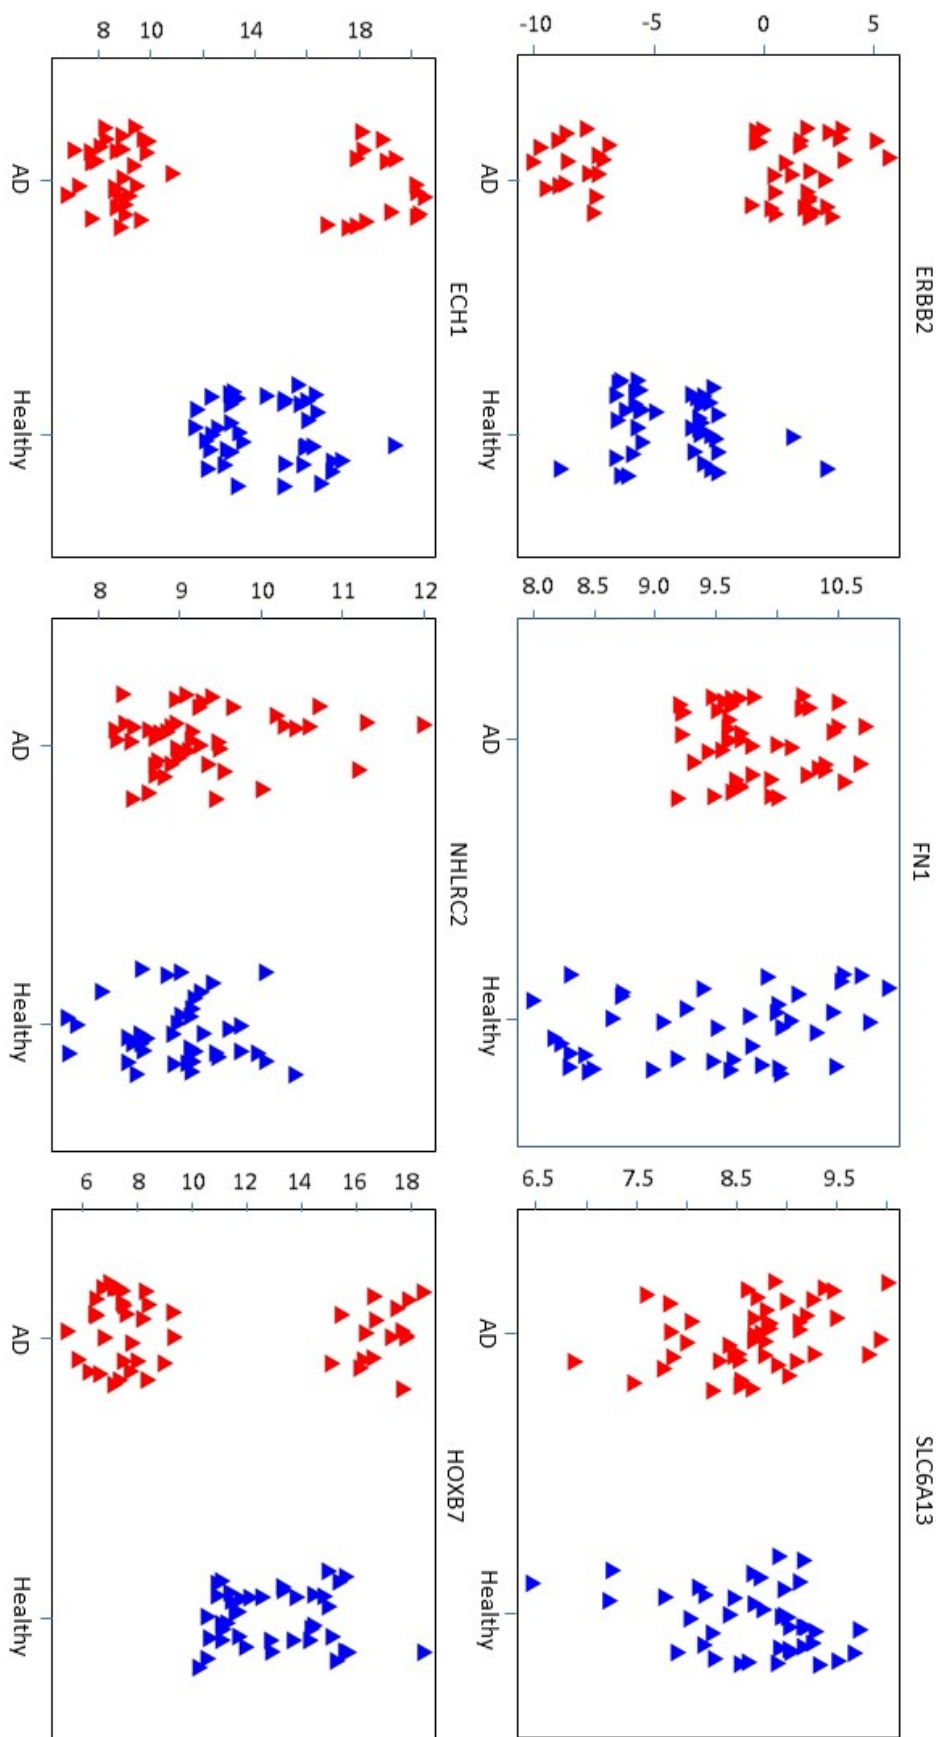 -10 -5 0 5
AD
Healthy
ERBB2
8 10 14 18
AD
Healthy
ECH1
8.0 8.5 9.0 9.5 10.5
AD
Healthy
FN1
8 9 10 11 12
AD
Healthy
NHLRC2
6.5 7.5 8.5 9.5
AD
Healthy
SLC6A13
6 8 10 12 14 16 18
AD
Healthy
HOXB7